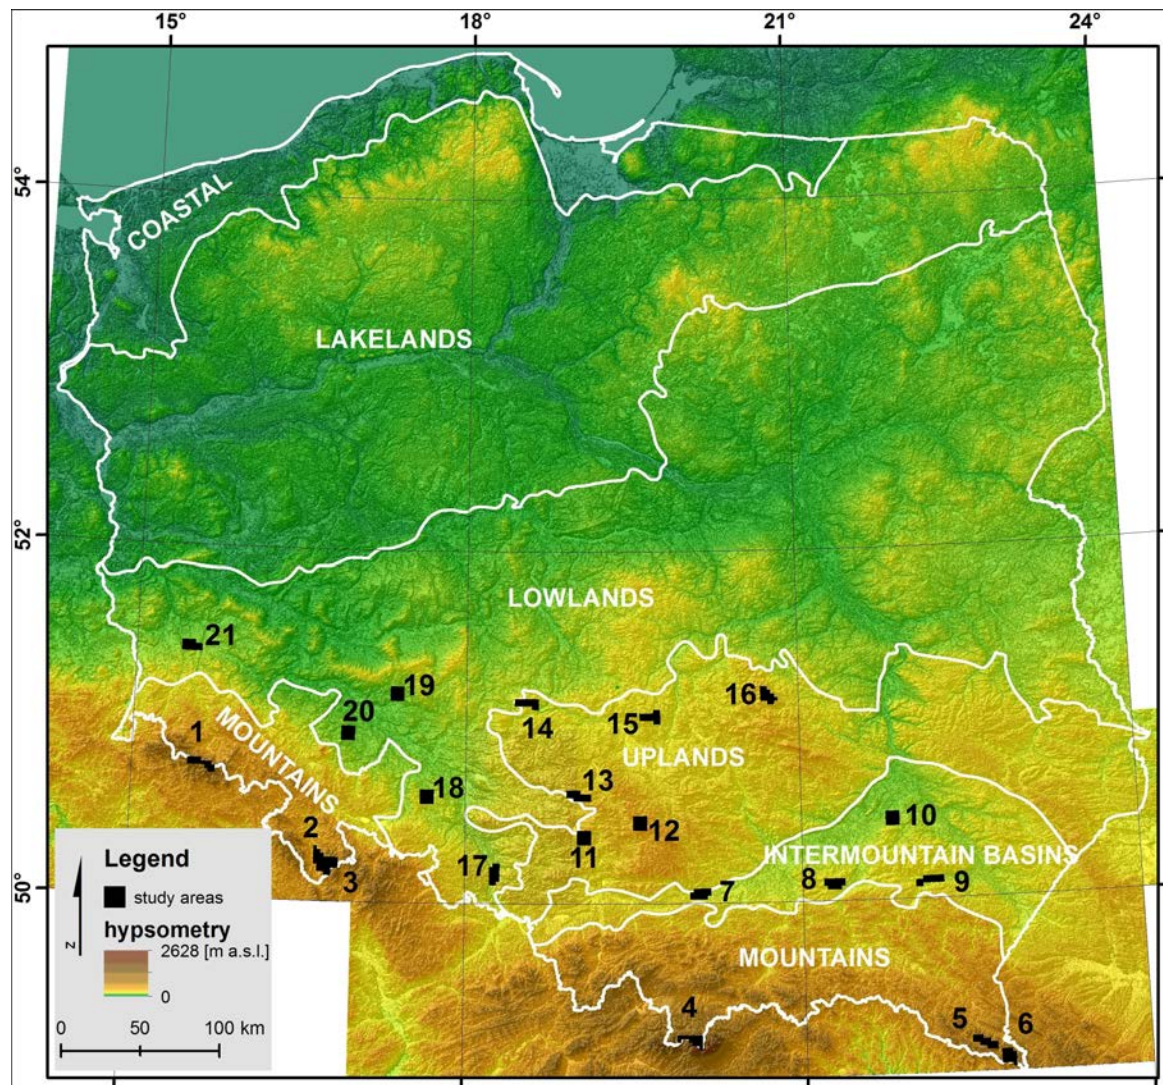 15° 18° 21° 24°
54°
COASTAL
LAKELANDS
52°
LOWLANDS
21
19
16
20
14
15
1
MOUNTAINS
UPLANDS
13
18
12
10
2
11
INTERMOUNTAIN BASINS
17
50°
3
7
8
9
MOUNTAINS
4
5
6
Legend
study areas
hypsometry
2628 [m a.s.l.]
0
N
0 50 100 km